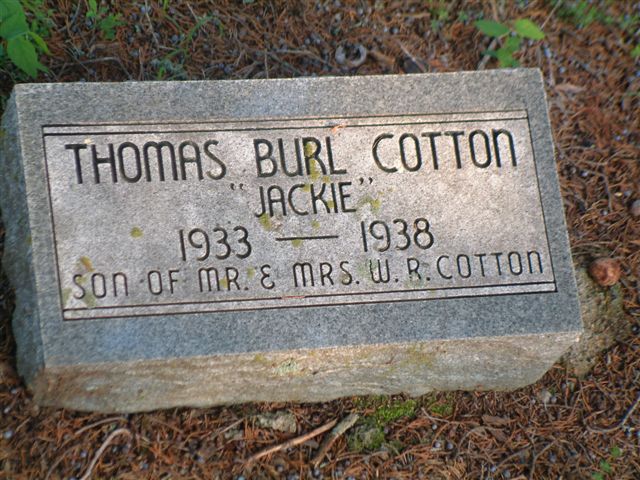 THOMAS BURL COTTON
"JACKIE"
1933 — 1938
SON OF MR. & MRS. W. R. COTTON